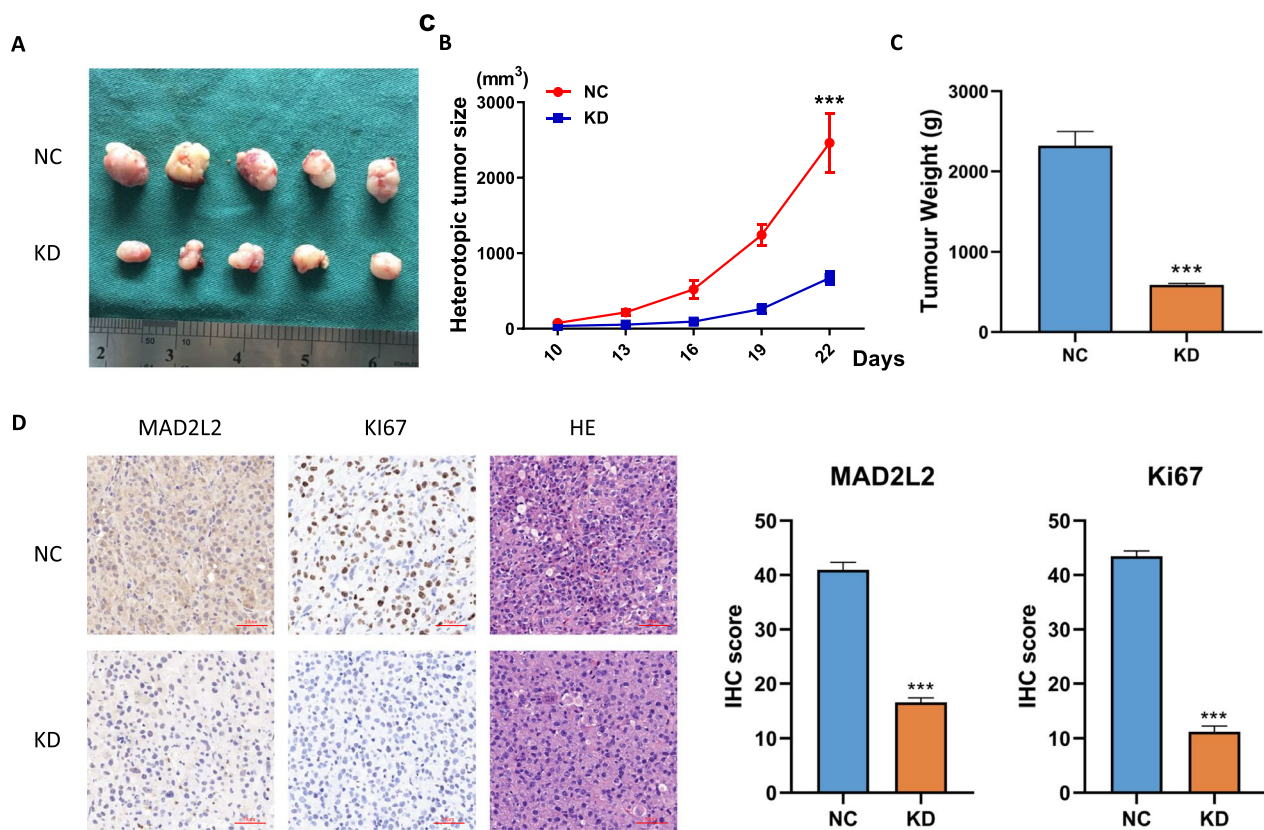 C
A
B
C
NC
KD
2
3
4
5
6
50
10
(mm³)
NC
KD
***
Heterotopic tumor size
3000
2000
1000
0
10
13
16
19
22
Days
Tumour Weight (g)
3000
2000
1000
0
***
NC
KD
D
MAD2L2
KI67
HE
NC
KD
MAD2L2
IHC score
50
40
30
20
10
0
***
NC
KD
Ki67
IHC score
50
40
30
20
10
0
***
NC
KD